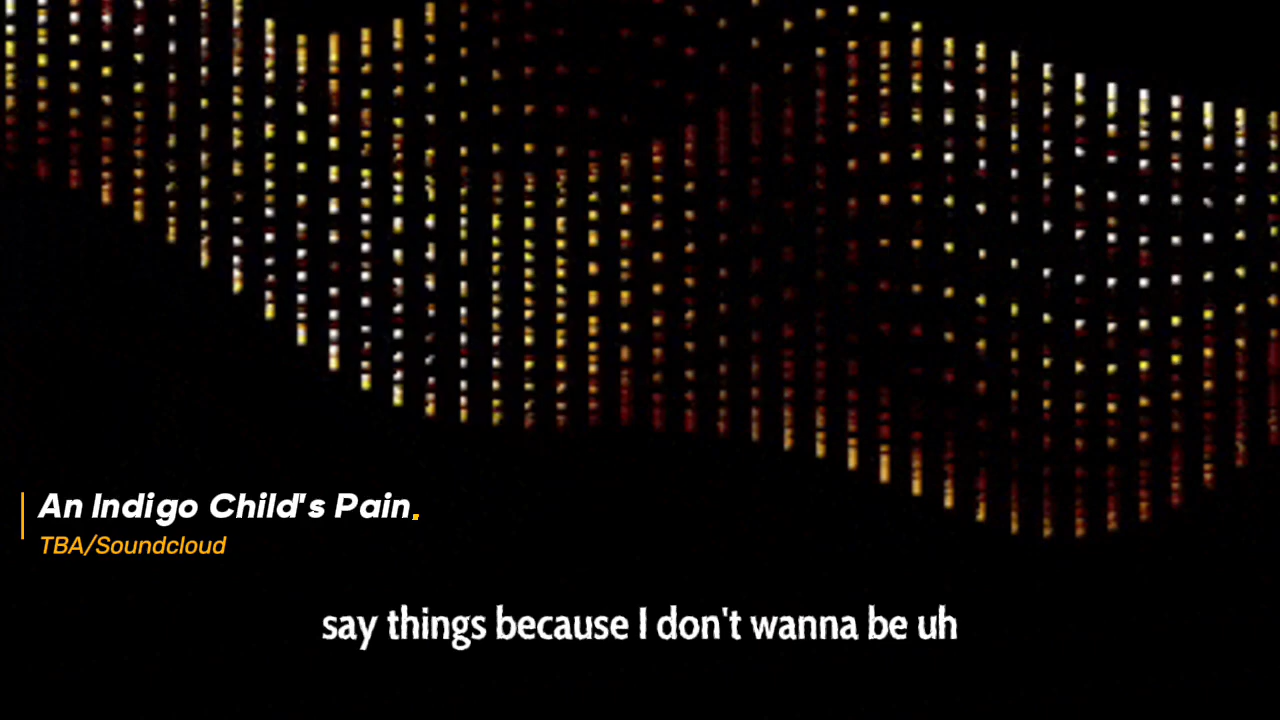 An Indigo Child's Pain.
TBA/Soundcloud
say things because I don't wanna be uh